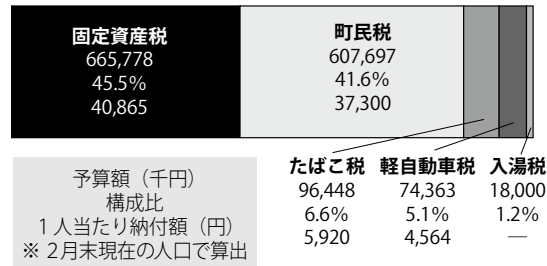 固定資産税
665,778
45.5%
40,865
町民税
607,697
41.6%
37,300
たばこ税
96,448
6.6%
5,920
軽自動車税
74,363
5.1%
4,564
入湯税
18,000
1.2%
—
予算額（千円）
構成比
１人当たり納付額（円）
※ ２月末現在の人口で算出